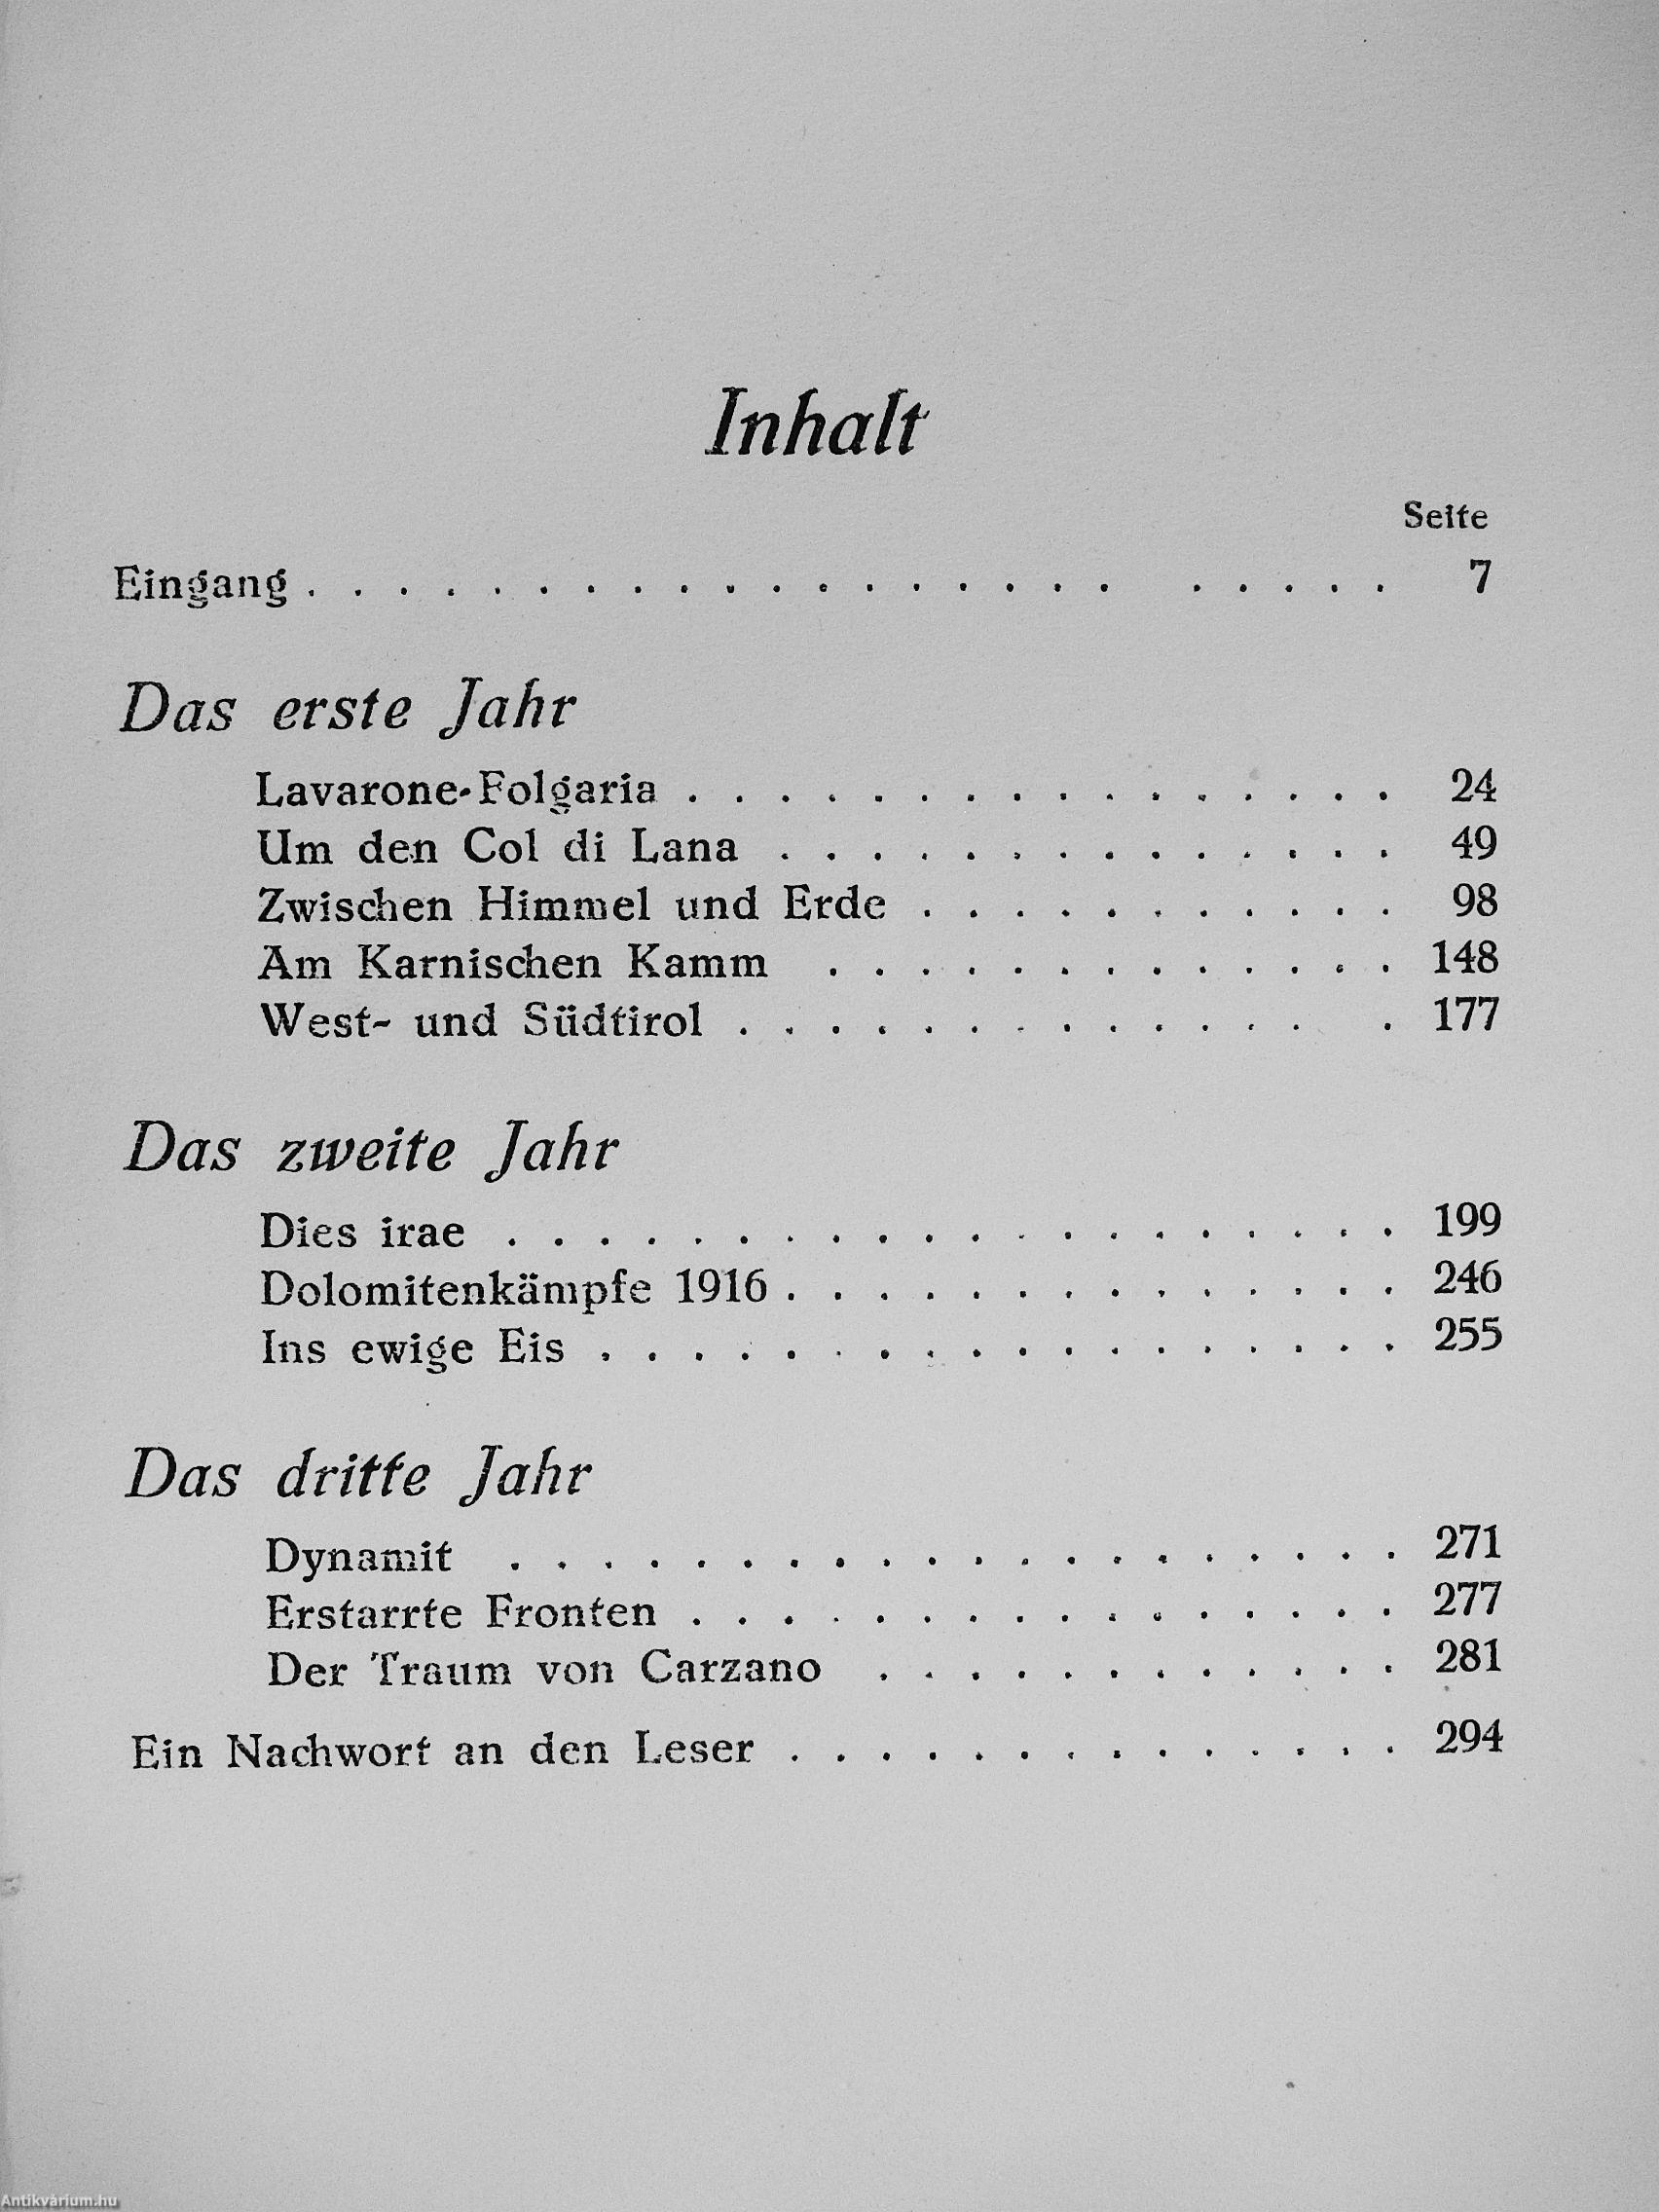 Inhalt
Seite
Eingang . . . . . . . . . . . . . . . . . . . . . . . 7
Das erste Jahr
Lavarone-Folgaria . . . . . . . . . . . . . . . . 24
Um den Col di Lana . . . . . . . . . . . . . . 49
Zwischen Himmel und Erde . . . . . . . . . . . 98
Am Karnischen Kamm . . . . . . . . . . . . . 148
West- und Südtirol . . . . . . . . . . . . . . 177
Das zweite Jahr
Dies irae . . . . . . . . . . . . . . . . . . . . 199
Dolomitenkämpfe 1916 . . . . . . . . . . . . . . 246
Ins ewige Eis . . . . . . . . . . . . . . . . . . 255
Das dritte Jahr
Dynamit . . . . . . . . . . . . . . . . . . . . 271
Erstarrte Fronten . . . . . . . . . . . . . . . . 277
Der Traum von Carzano . . . . . . . . . . . . 281
Ein Nachwort an den Leser . . . . . . . . . . . . . . 294
Antikvárium.hu